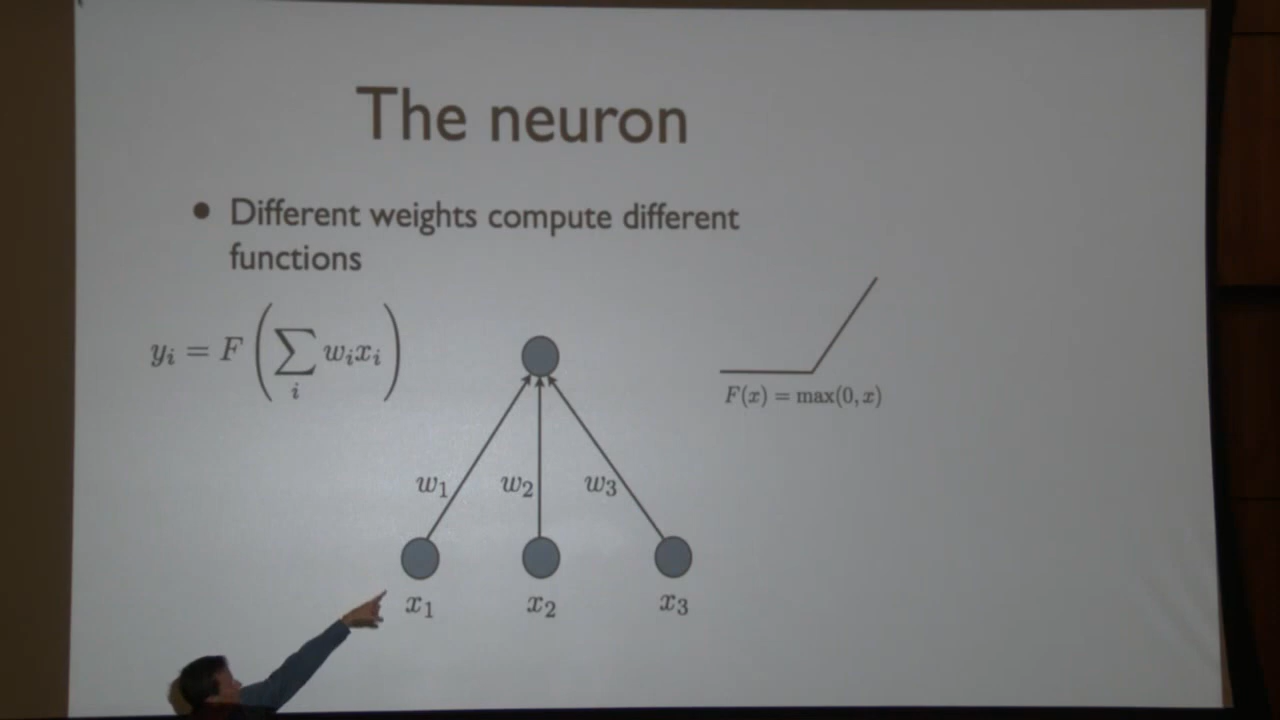 The neuron
• Different weights compute different
functions
y_i = F(∑_i w_i x_i)
F(x) = max(0, x)
w_1 w_2 w_3
x_1 x_2 x_3